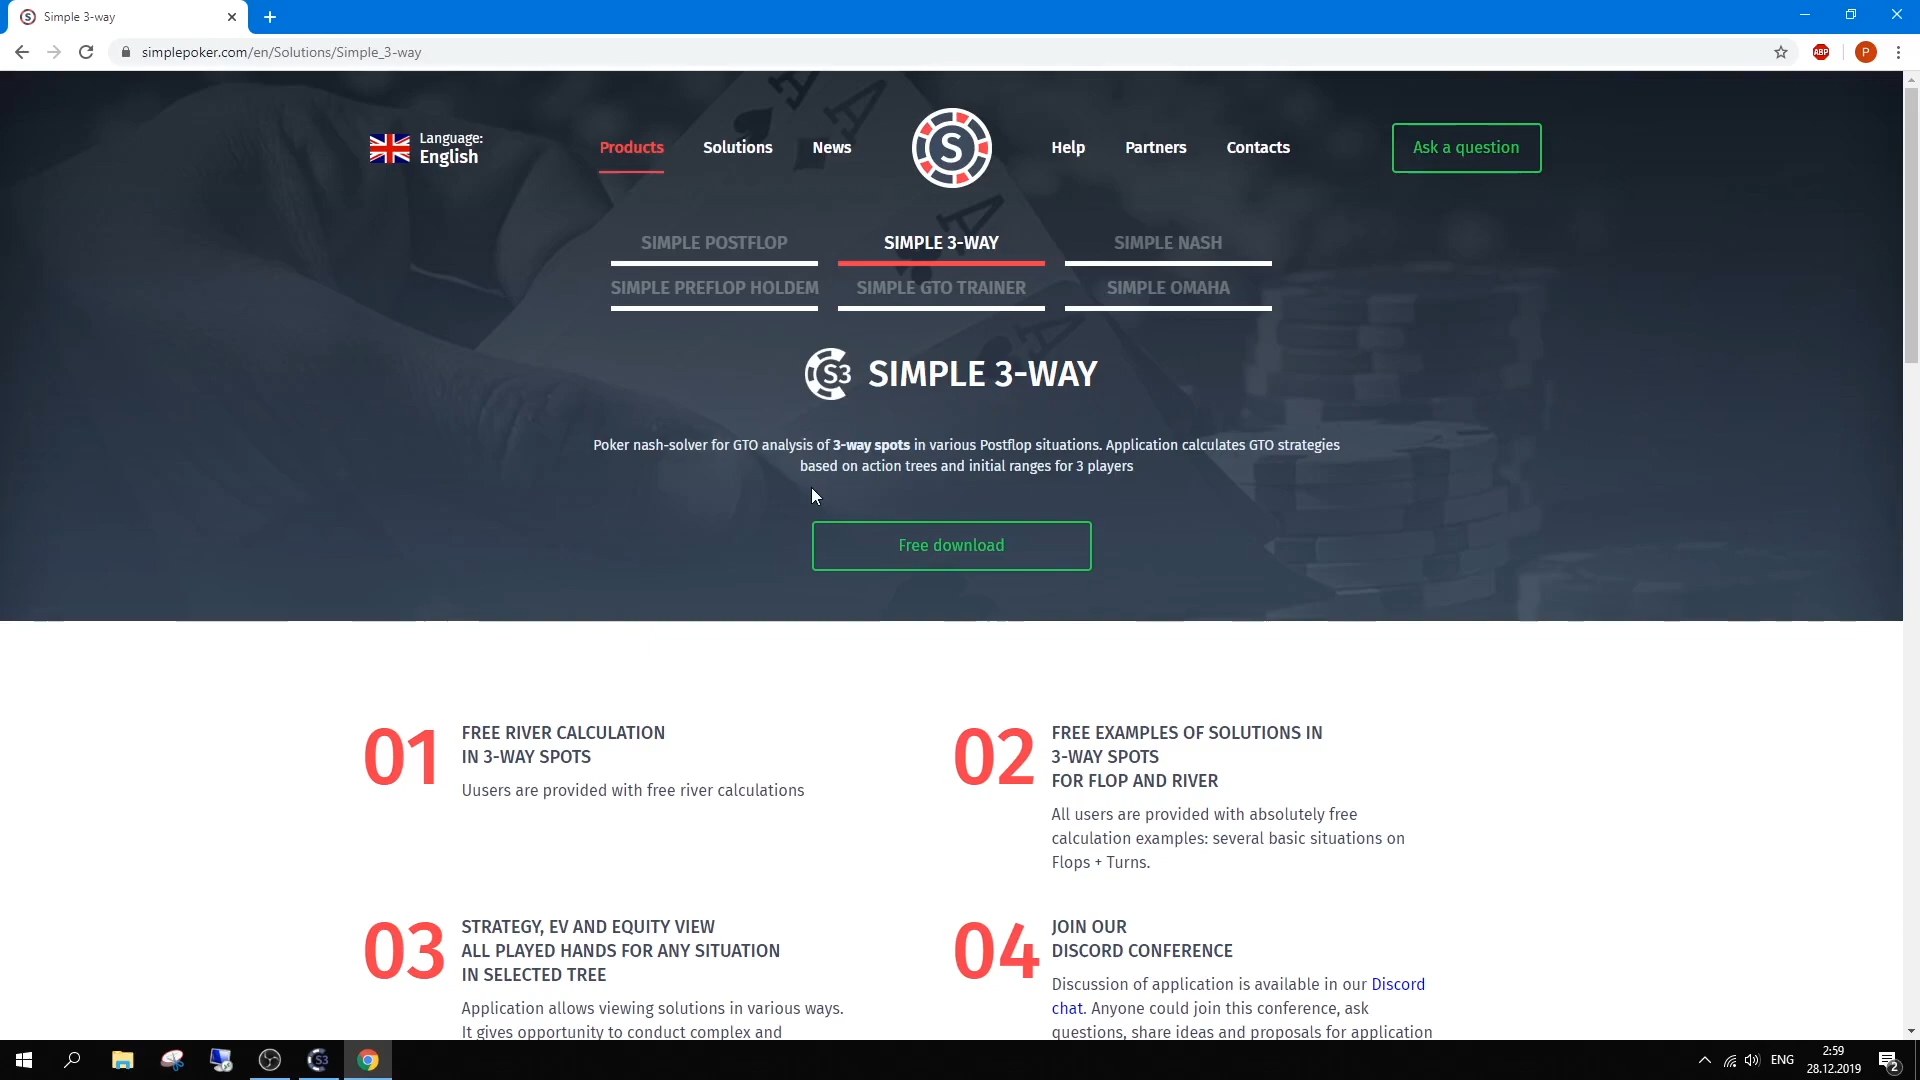 Simple 3-way
simplepoker.com/en/Solutions/Simple_3-way
ABP
P
Language:
English
Products
Solutions
News
S
Help
Partners
Contacts
Ask a question
SIMPLE POSTFLOP
SIMPLE 3-WAY
SIMPLE NASH
SIMPLE PREFLOP HOLDEM
SIMPLE GTO TRAINER
SIMPLE OMAHA
S3
SIMPLE 3-WAY
Poker nash-solver for GTO analysis of 3-way spots in various Postflop situations. Application calculates GTO strategies
based on action trees and initial ranges for 3 players
Free download
01
FREE RIVER CALCULATION
IN 3-WAY SPOTS
Uusers are provided with free river calculations
02
FREE EXAMPLES OF SOLUTIONS IN
3-WAY SPOTS
FOR FLOP AND RIVER
All users are provided with absolutely free
calculation examples: several basic situations on
Flops + Turns.
03
STRATEGY, EV AND EQUITY VIEW
ALL PLAYED HANDS FOR ANY SITUATION
IN SELECTED TREE
Application allows viewing solutions in various ways.
It gives opportunity to conduct complex and
04
JOIN OUR
DISCORD CONFERENCE
Discussion of application is available in our Discord
chat. Anyone could join this conference, ask
questions, share ideas and proposals for application
S3
ENG
2:59
28.12.2019
2